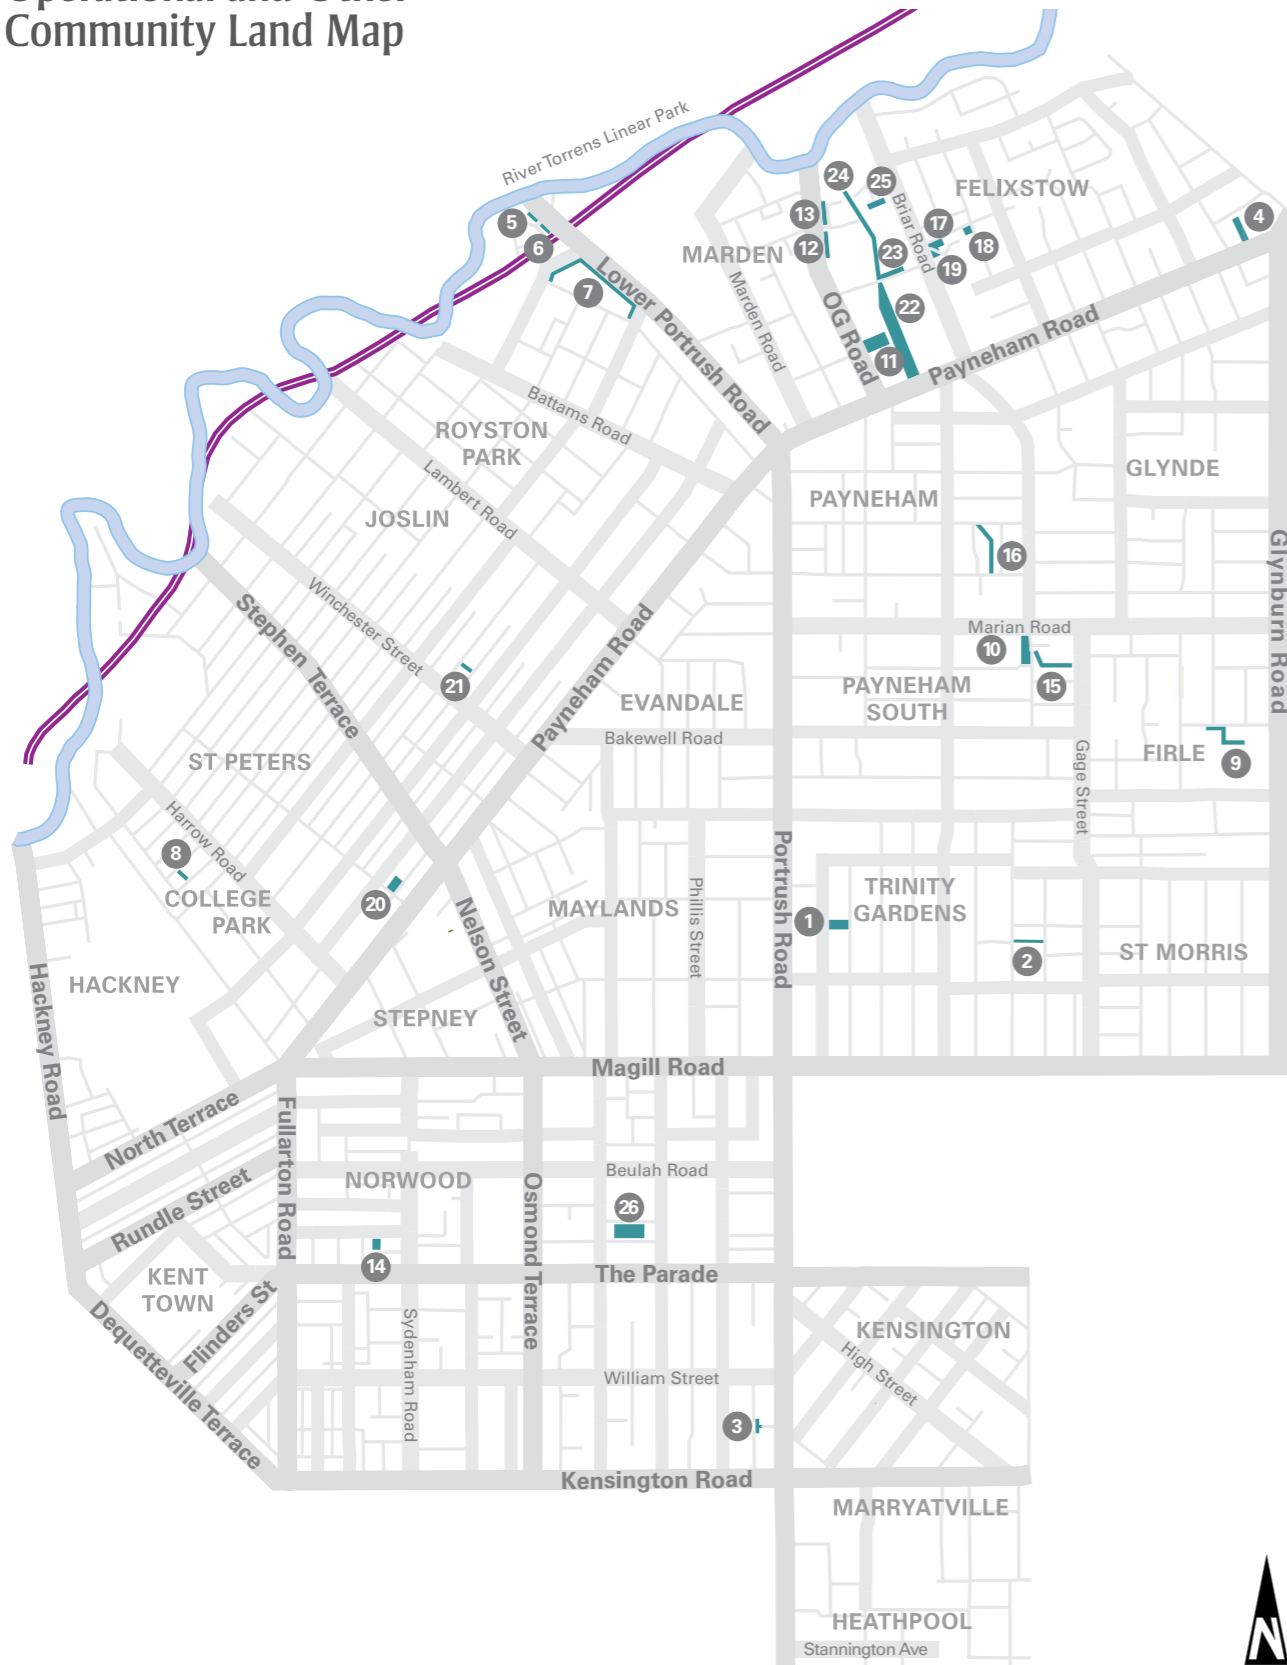 Operational and Other
Community Land Map
River Torrens Linear Park
24
25
FELIXSTOW
13
5
17
4
Briar Road
12
6
MARDEN
23
18
19
7
Lower Portrush Road
Marden Road
OG Road
22
11
Payneham Road
Battams Road
ROYSTON
PARK
Lambert Road
GLYNDE
PAYNEHAM
JOSLIN
16
Glynburn Road
Winchester Street
Stephen Terrace
Marian Road
10
21
Payneham Road
PAYNEHAM
SOUTH
15
EVANDALE
Bakewell Road
ST PETERS
Gage Street
FIRLE
9
Harrow Road
8
COLLEGE
PARK
20
Nelson Street
MAYLANDS
Phillis Street
Portrush Road
TRINITY
GARDENS
1
2
ST MORRIS
HACKNEY
Hackney Road
STEPNEY
Magill Road
North Terrace
Fullarton Road
Rundle Street
NORWOOD
Beulah Road
Osmond Terrace
26
14
The Parade
KENT
TOWN
Flinders St
Dequetteville Terrace
Sydenham Road
KENSINGTON
High Street
William Street
3
Kensington Road
MARRYATVILLE
HEATHPOOL
Stannington Ave
N